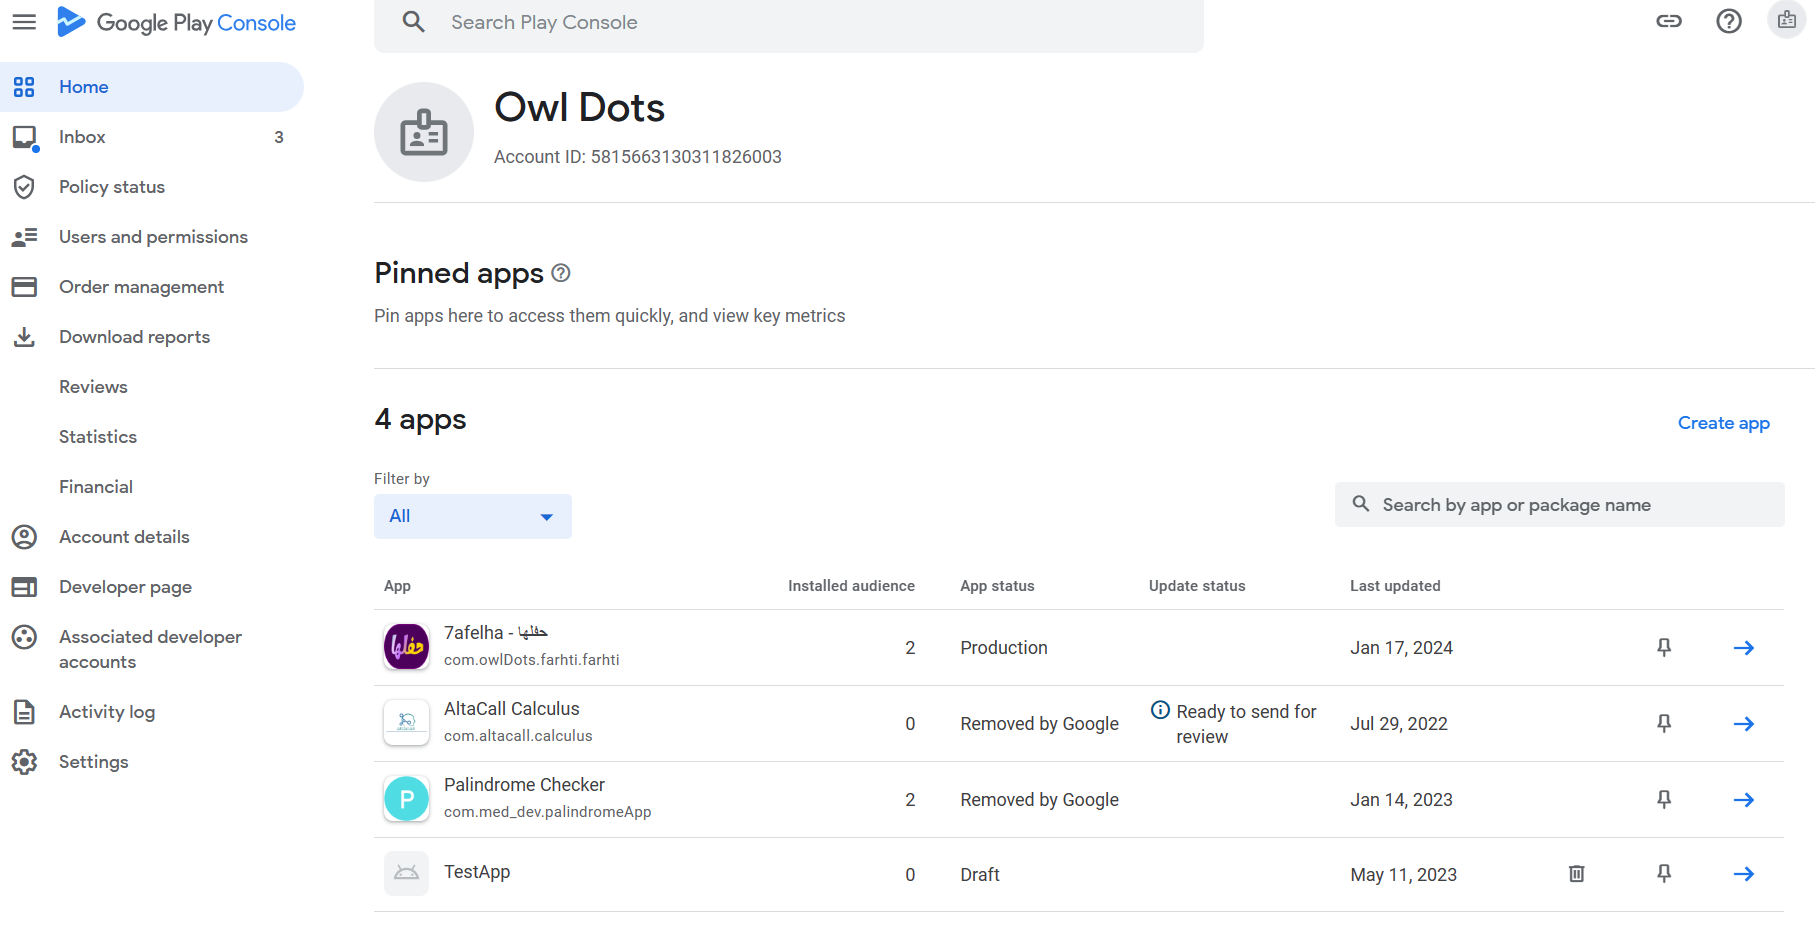 Google Play Console
Search Play Console
Home
Inbox 3
Policy status
Users and permissions
Order management
Download reports
Reviews
Statistics
Financial
Account details
Developer page
Associated developer
accounts
Activity log
Settings
Owl Dots
Account ID: 5815663130311826003
Pinned apps
Pin apps here to access them quickly, and view key metrics
4 apps
Create app
Filter by
All
Search by app or package name
App Installed audience App status Update status Last updated
حفلها
7afelha - حفلها
com.owlDots.farhti.farhti
2 Production Jan 17, 2024
AltaCall Calculus
com.altacall.calculus
0 Removed by Google Ready to send for
review
Jul 29, 2022
P
Palindrome Checker
com.med_dev.palindromeApp
2 Removed by Google Jan 14, 2023
TestApp
0 Draft May 11, 2023